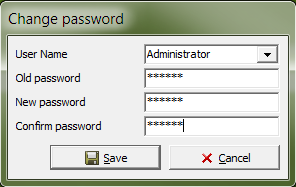 Change password
User Name Administrator
Old password ******
New password ******
Confirm password ******
Save Cancel